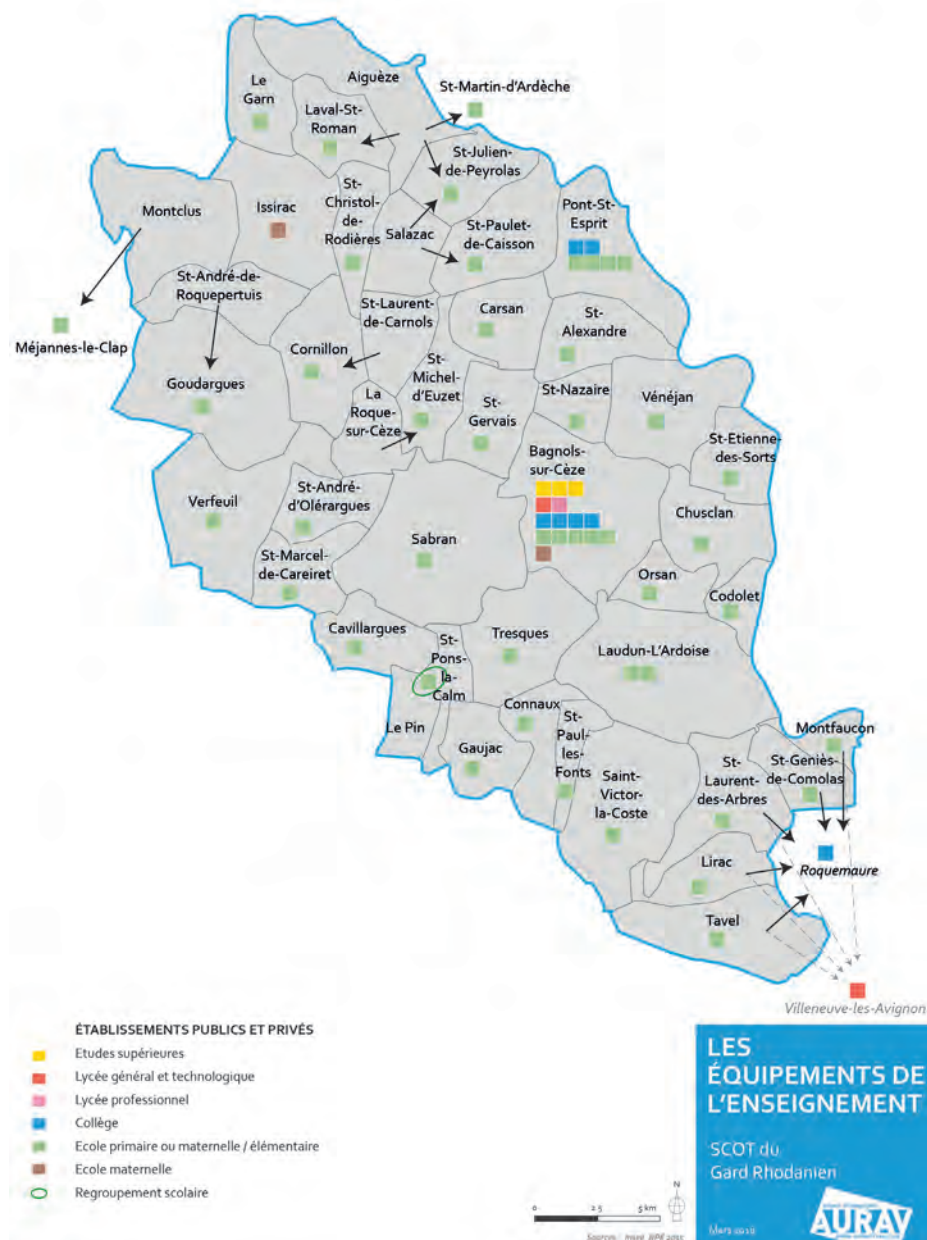 Aiguèze
St-Martin-d'Ardèche
Le
Garn
Laval-St-
Roman
St-Julien-
de-Peyrolas
Montclus
Issirac
St-
Christol-
de-
Rodières
Salazac
St-Paulet-
de-Caisson
Pont-St-
Esprit
St-André-de-
Roquepertuis
St-Laurent-
de-Carnols
Carsan
St-
Alexandre
Méjannes-le-Clap
Cornillon
Goudargues
St-
Michel-
d'Euzet
La
Roque-
sur-Cèze
St-
Gervais
St-Nazaire
Vénéjan
St-Etienne-
des-Sorts
Bagnols-
sur-Cèze
Verfeuil
St-André-
d'Olérargues
Sabran
Chusclan
St-Marcel-
de-Careiret
Orsan
Codolet
Cavillargues
St-
Pons-
la-
Calm
Tresques
Laudun-L'Ardoise
Le Pin
Connaux
Gaujac
St-
Paul-
les-
Fonts
Saint-
Victor-
la-Coste
St-
Laurent-
des-Arbres
Montfaucon
St-Geniès-
de-Comolas
Lirac
Roquemaure
Tavel
Villeneuve-les-Avignon
ÉTABLISSEMENTS PUBLICS ET PRIVÉS
Etudes supérieures
Lycée général et technologique
Lycée professionnel
Collège
Ecole primaire ou maternelle / élémentaire
Ecole maternelle
Regroupement scolaire
N
0 2.5 5 km
LES
ÉQUIPEMENTS DE
L'ENSEIGNEMENT
SCOT du
Gard Rhodanien
AURAV